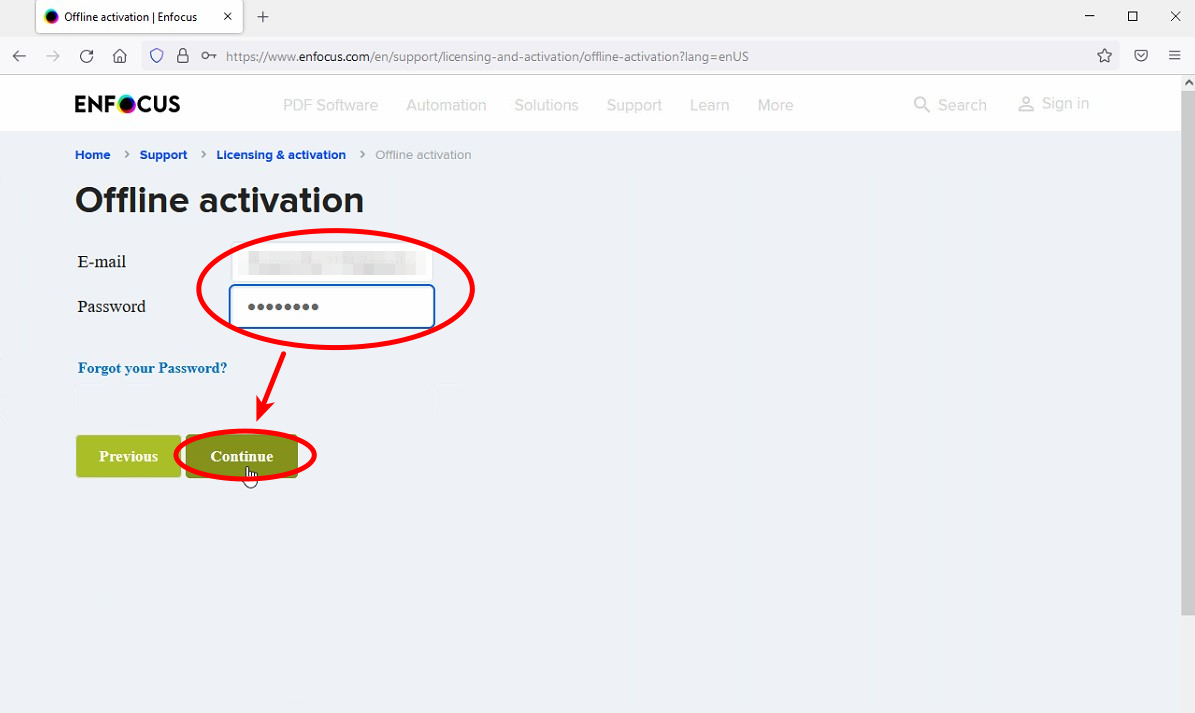 Offline activation | Enfocus
https://www.enfocus.com/en/support/licensing-and-activation/offline-activation?lang=enUS
ENFOCUS PDF Software Automation Solutions Support Learn More Search Sign in
Home > Support > Licensing & activation > Offline activation
Offline activation
E-mail
Password ••••••••
Forgot your Password?
Previous Continue